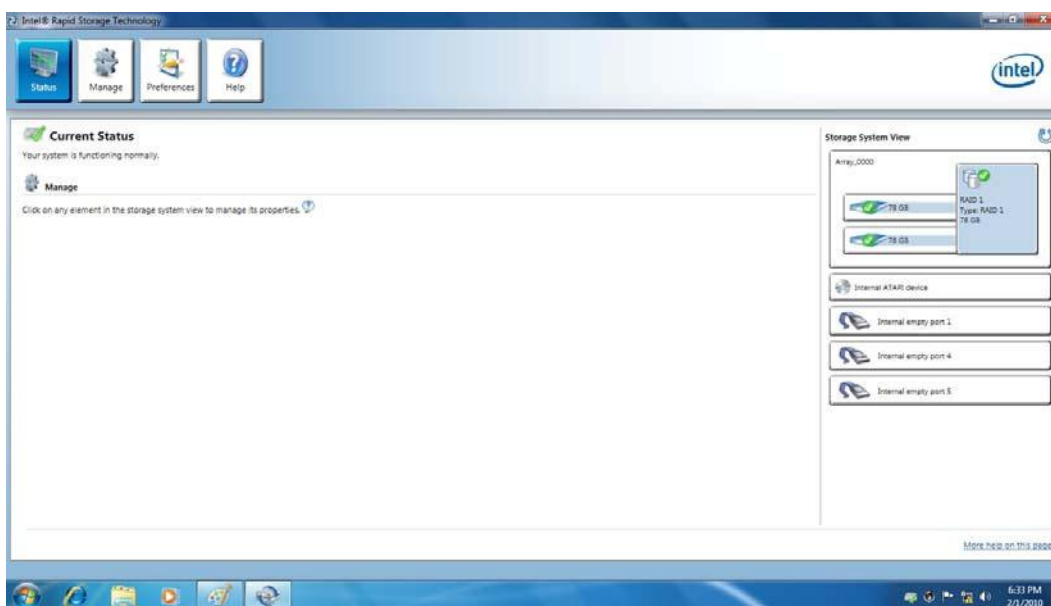 Intel® Rapid Storage Technology
Status
Manage
Preferences
Help
intel
Current Status
Your system is functioning normally.
Manage
Click on any element in the storage system view to manage its properties.
Storage System View
Array_0000
78 GB
78 GB
RAID 1
Type: RAID 1
78 GB
Internal ATAPI device
Internal empty port 1
Internal empty port 4
Internal empty port 5
More help on this page
6:33 PM
2/1/2010